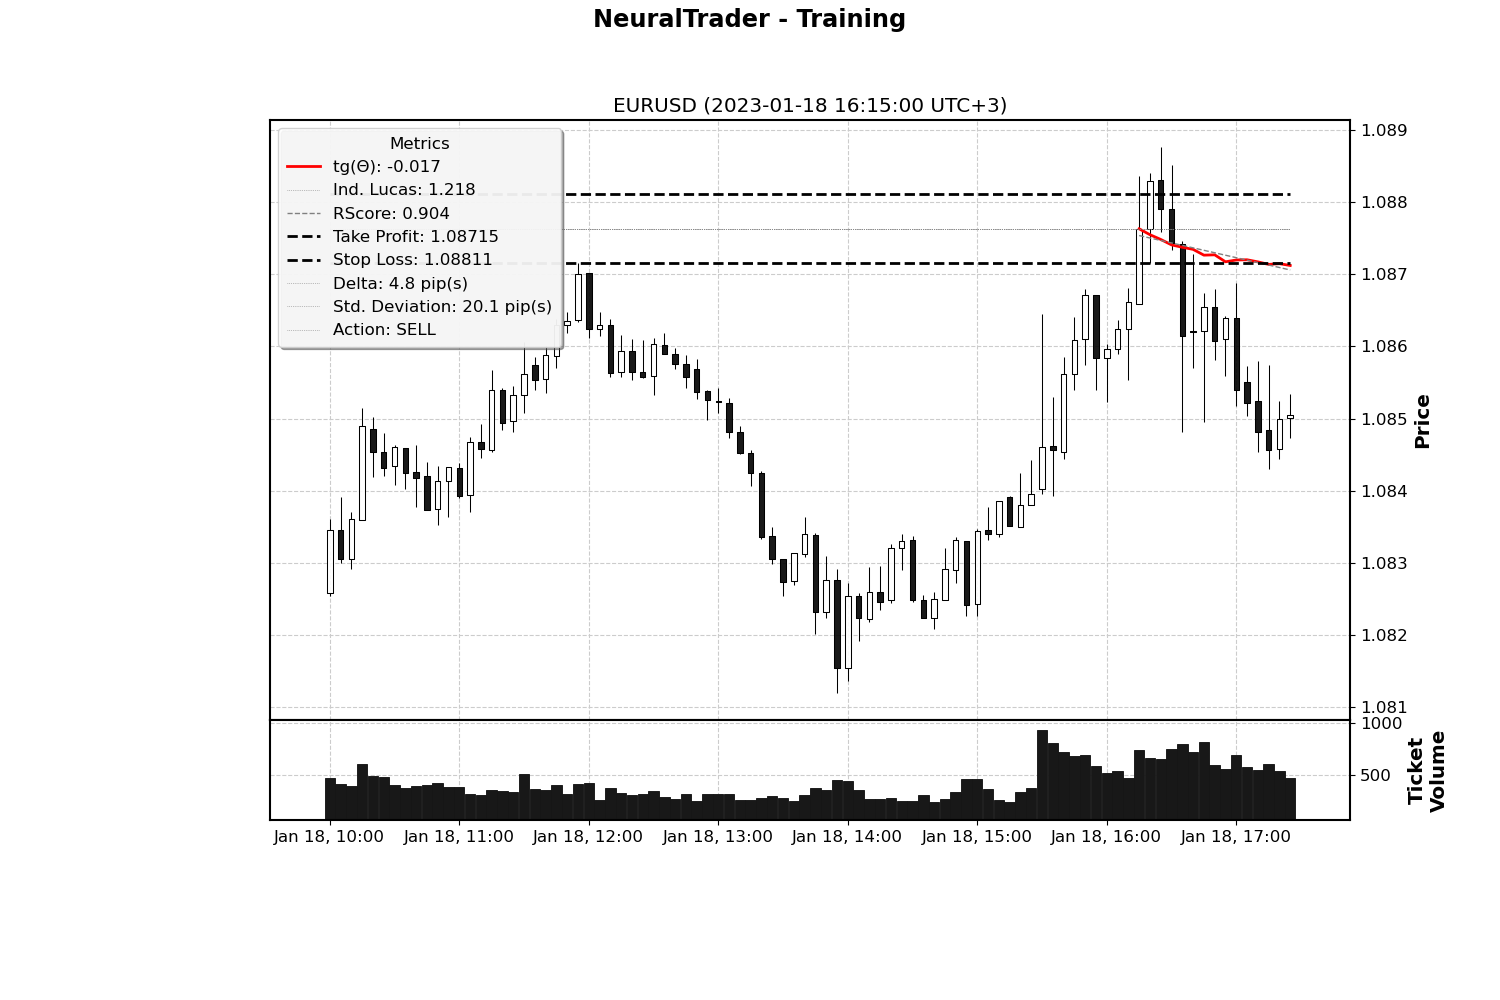 NeuralTrader - Training
EURUSD (2023-01-18 16:15:00 UTC+3)
Metrics
tg(Θ): -0.017
Ind. Lucas: 1.218
RScore: 0.904
Take Profit: 1.08715
Stop Loss: 1.08811
Delta: 4.8 pip(s)
Std. Deviation: 20.1 pip(s)
Action: SELL
1.089
1.088
1.087
1.086
1.085
1.084
1.083
1.082
1.081
Price
1000
500
Ticket
Volume
Jan 18, 10:00
Jan 18, 11:00
Jan 18, 12:00
Jan 18, 13:00
Jan 18, 14:00
Jan 18, 15:00
Jan 18, 16:00
Jan 18, 17:00